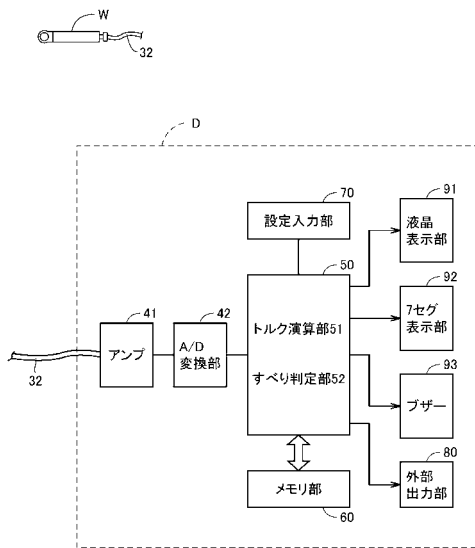 W
32
D
70
設定入力部
91
液晶
表示部
50
41
42
92
アンプ
A/D
変換部
トルク演算部51
すべり判定部52
7セグ
表示部
32
93
ブザー
80
外部
出力部
メモリ部
60